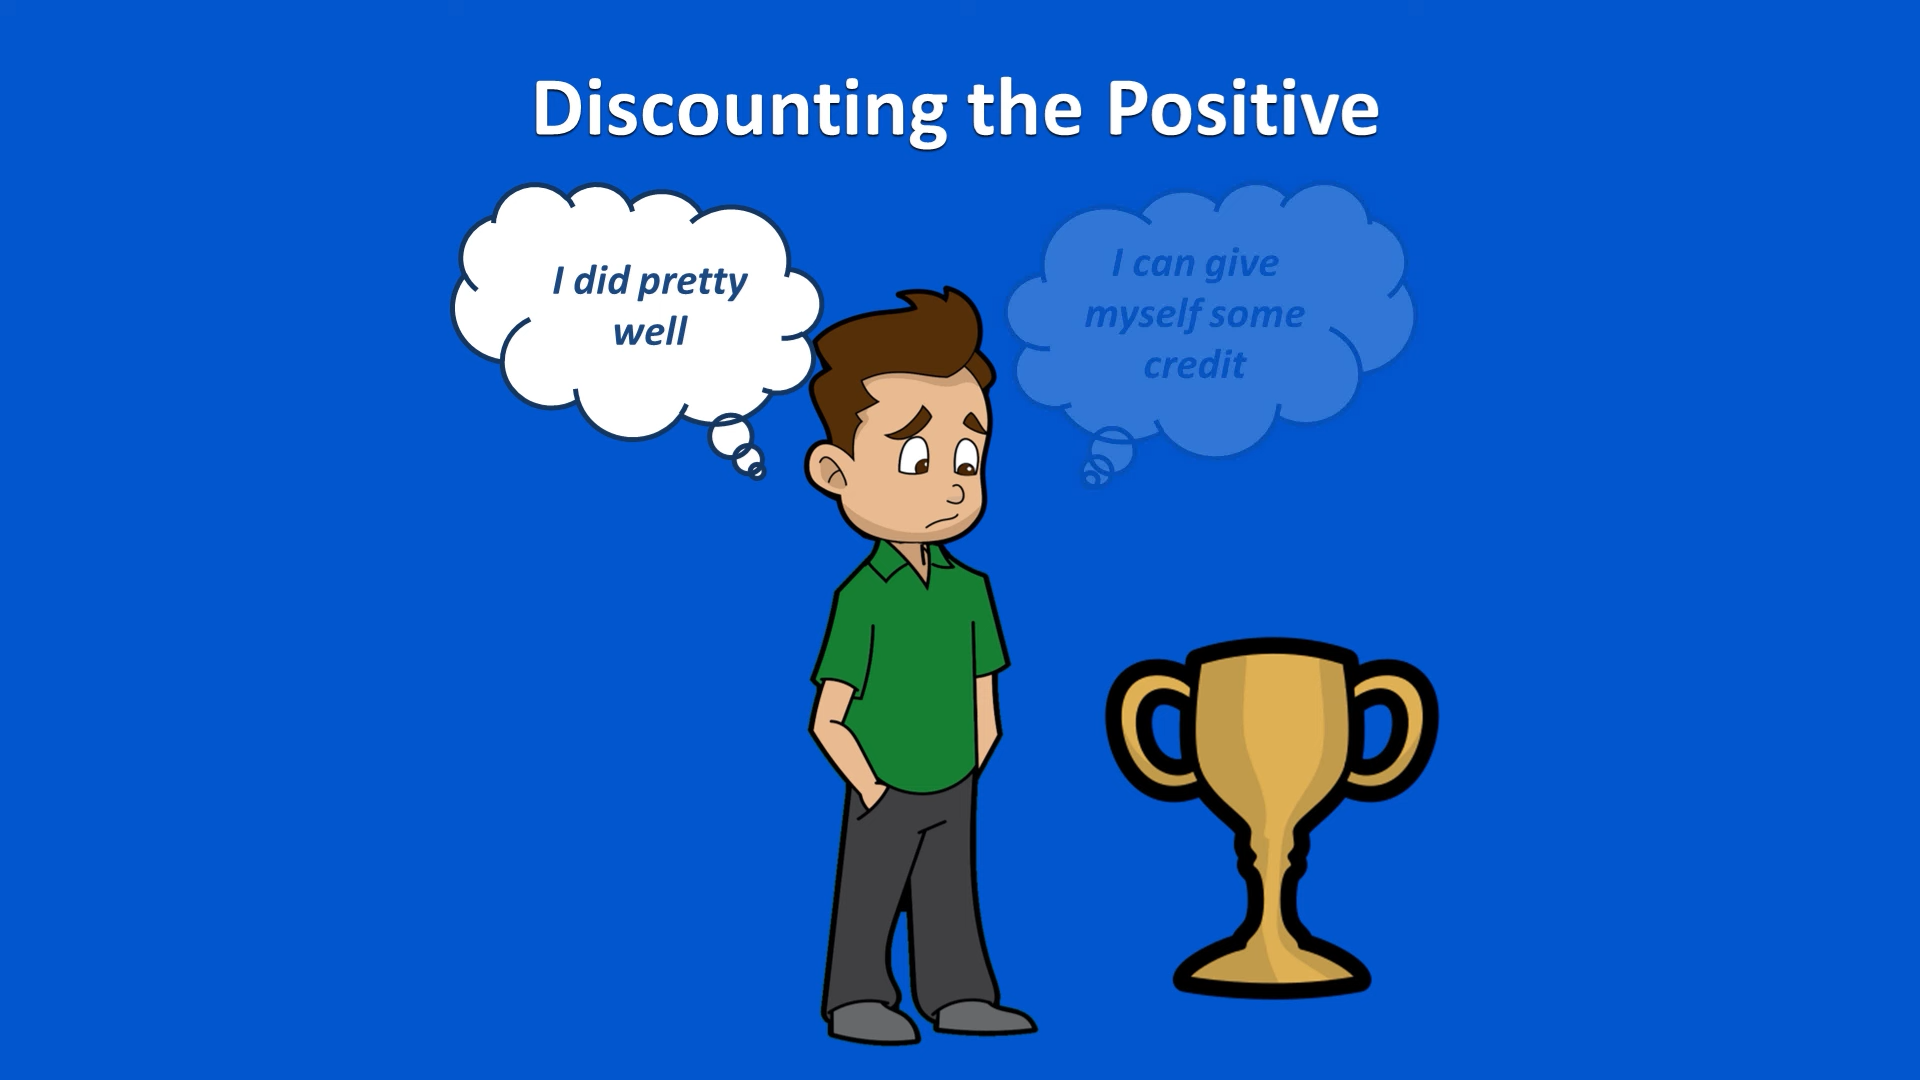 Discounting the Positive
I did pretty
well
I can give
myself some
credit